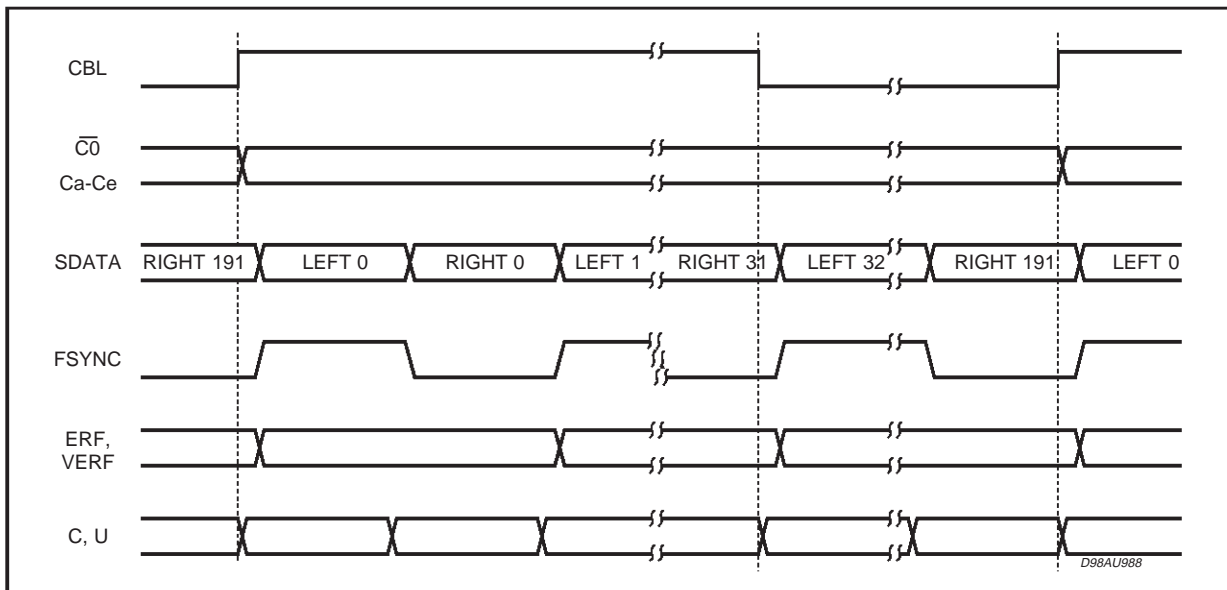 CBL
C0
Ca-Ce
SDATA RIGHT 191 LEFT 0 RIGHT 0 LEFT 1 RIGHT 31 LEFT 32 RIGHT 191 LEFT 0
FSYNC
ERF,
VERF
C, U
D98AU988